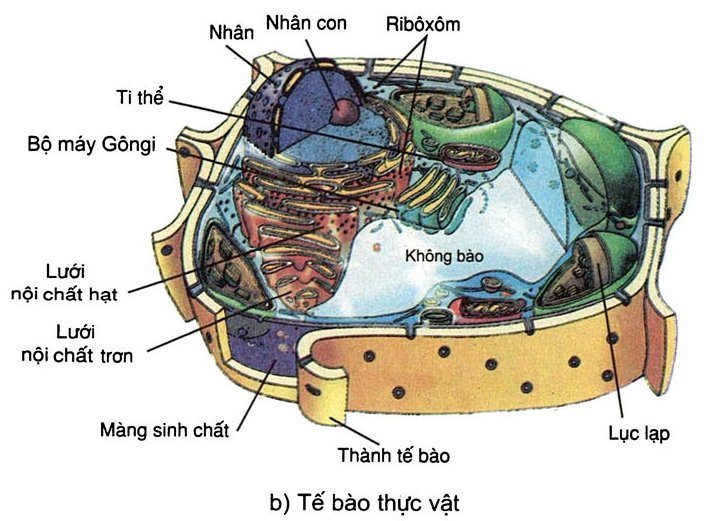 Nhân
Nhân con
Ribôxôm
Ti thể
Bộ máy Gôngi
Không bào
Lưới
nội chất hạt
Lưới
nội chất trơn
Màng sinh chất
Thành tế bào
Lục lạp
b) Tế bào thực vật